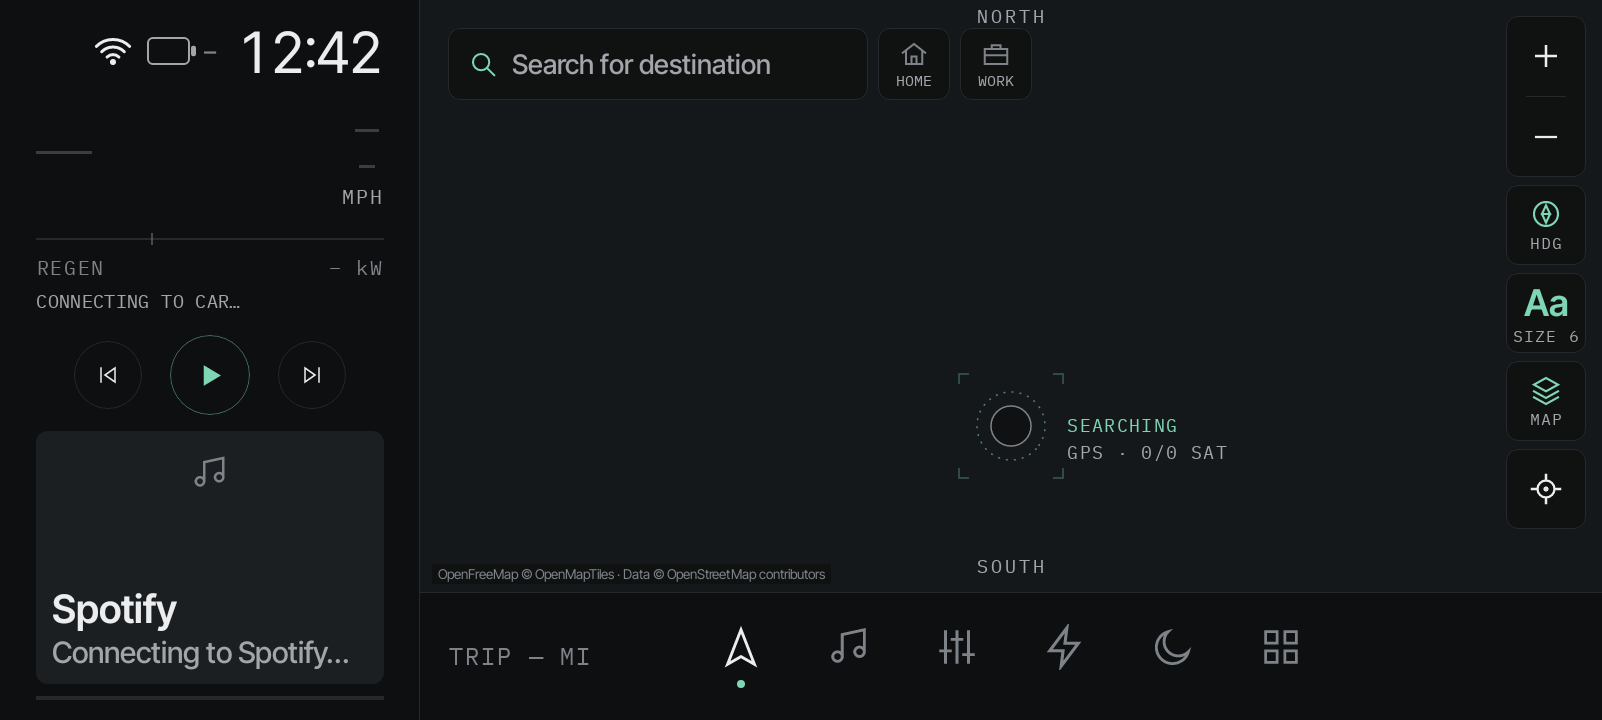 12:42
MPH
REGEN – kW
CONNECTING TO CAR…
Spotify
Connecting to Spotify…
NORTH
Search for destination
HOME
WORK
HDG
Aa
SIZE 6
MAP
SEARCHING
GPS · 0/0 SAT
SOUTH
OpenFreeMap © OpenMapTiles · Data © OpenStreetMap contributors
TRIP — MI